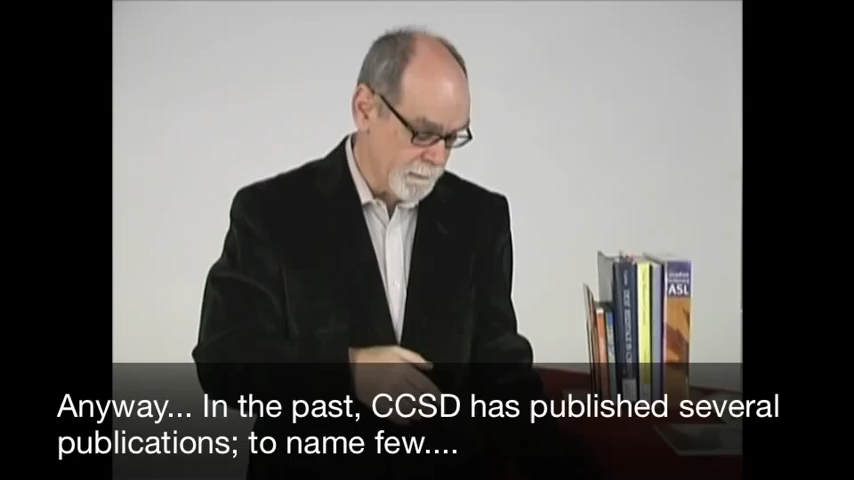 ASL
Anyway... In the past, CCSD has published several
publications; to name few....